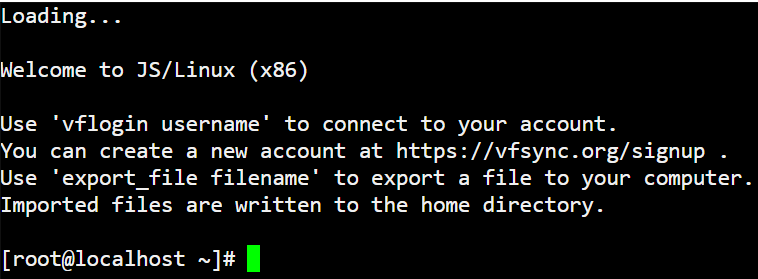 Loading...
Welcome to JS/Linux (x86)
Use 'vflogin username' to connect to your account.
You can create a new account at https://vfsync.org/signup .
Use 'export_file filename' to export a file to your computer.
Imported files are written to the home directory.
[root@localhost ~]#